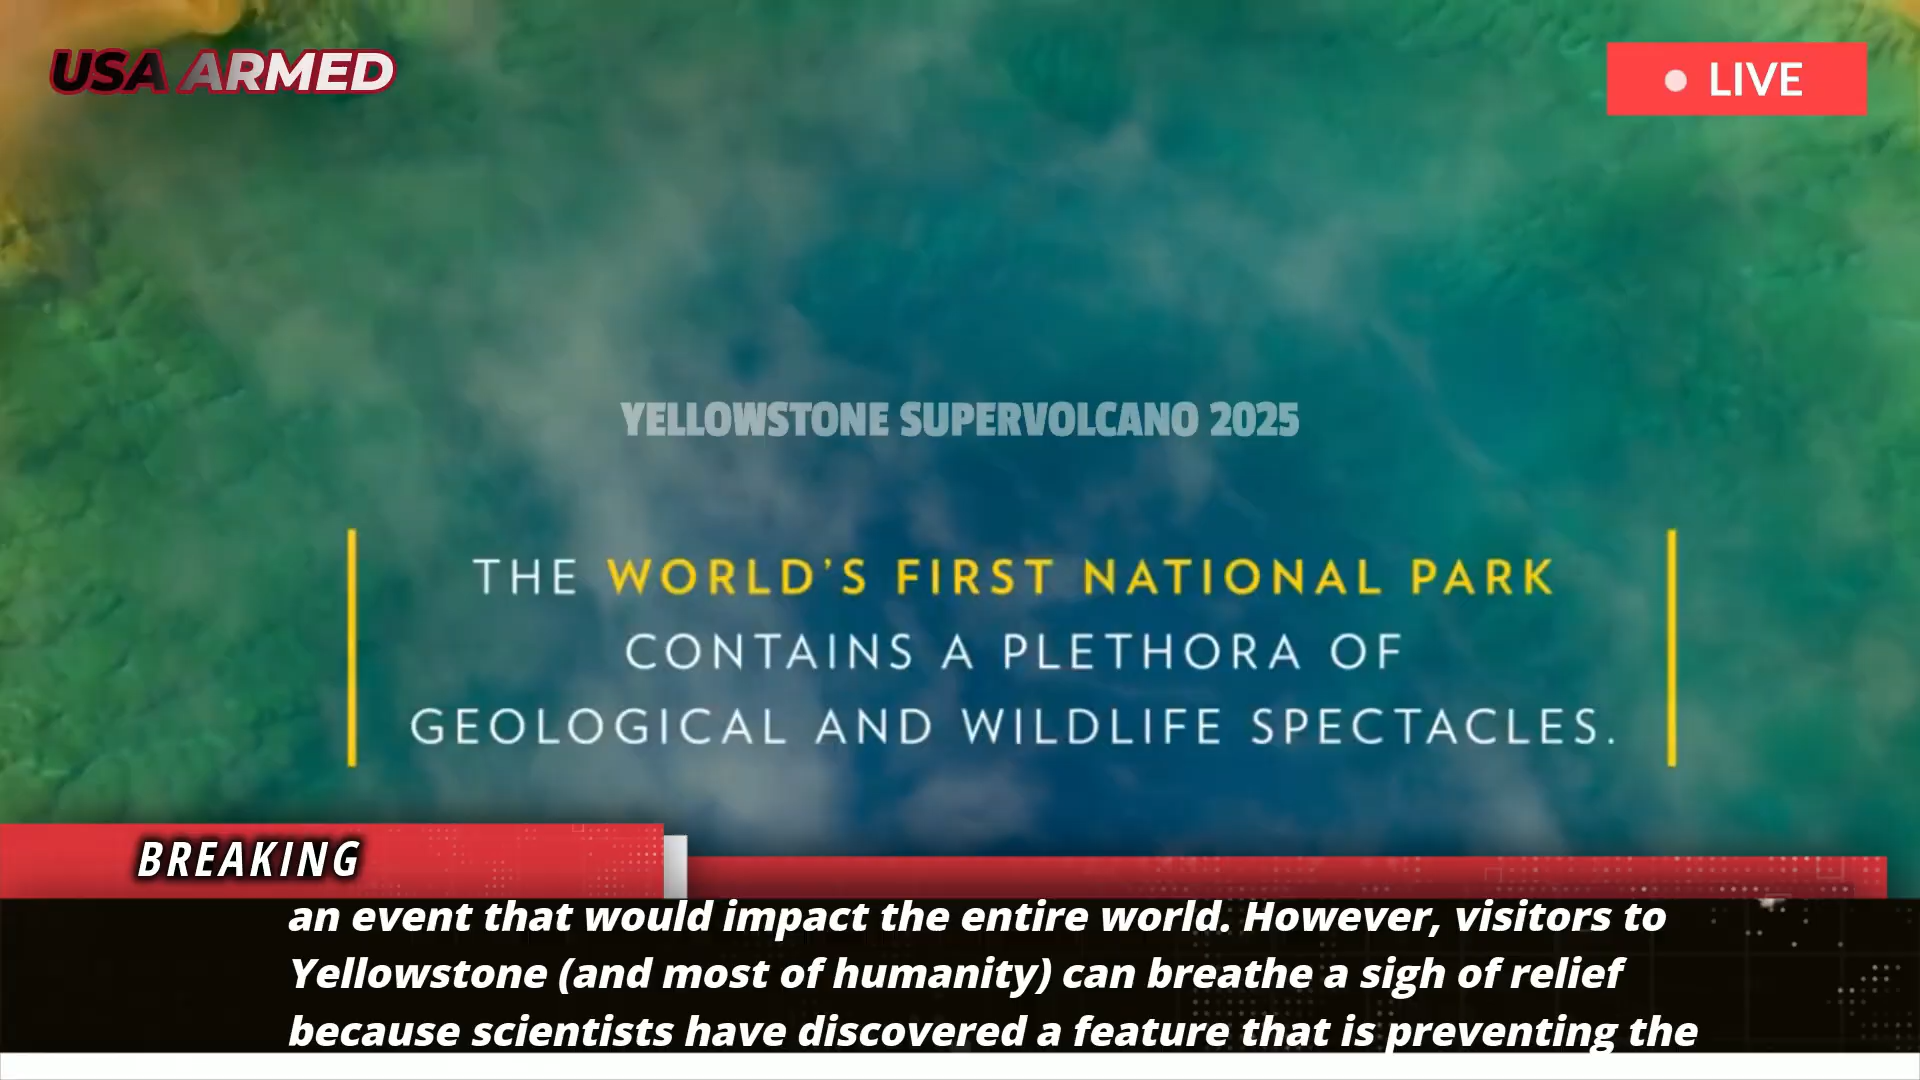 USA ARMED
LIVE
YELLOWSTONE SUPERVOLCANO 2025
THE WORLD'S FIRST NATIONAL PARK
CONTAINS A PLETHORA OF
GEOLOGICAL AND WILDLIFE SPECTACLES.
BREAKING
an event that would impact the entire world. However, visitors to
Yellowstone (and most of humanity) can breathe a sigh of relief
because scientists have discovered a feature that is preventing the